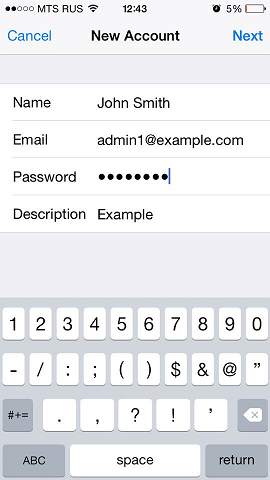 MTS RUS 12:43 5%
Cancel New Account Next
Name John Smith
Email admin1@example.com
Password ••••••••
Description Example
1 2 3 4 5 6 7 8 9 0
- / : ; ( ) $ & @ "
#+= . , ? ! '
ABC space return